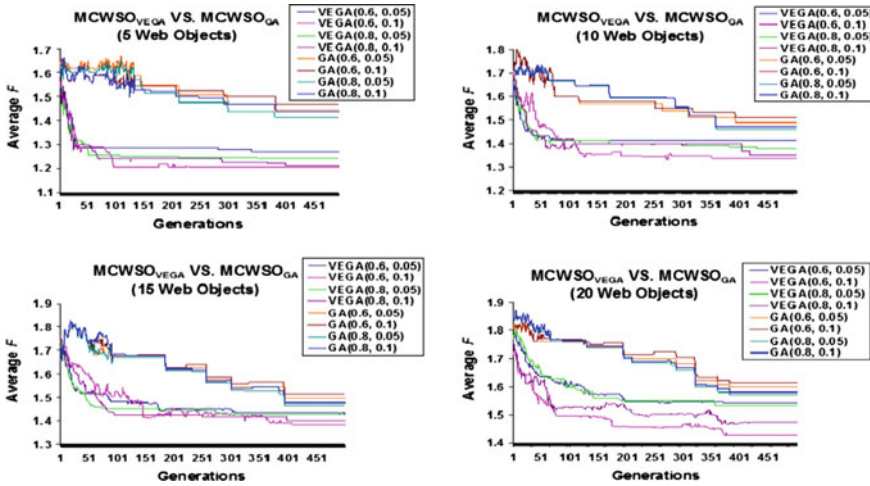 MCWSOVEGA VS. MCWSOGA
(5 Web Objects)
VEGA(0.6, 0.05)
VEGA(0.6, 0.1)
VEGA(0.8, 0.05)
VEGA(0.8, 0.1)
GA(0.6, 0.05)
GA(0.6, 0.1)
GA(0.8, 0.05)
GA(0.8, 0.1)
Average F
1.7
1.6
1.5
1.4
1.3
1.2
1.1
1 51 101 151 201 251 301 351 401 451
Generations
MCWSOVEGA VS. MCWSOGA
(10 Web Objects)
VEGA(0.6, 0.05)
VEGA(0.6, 0.1)
VEGA(0.8, 0.05)
VEGA(0.8, 0.1)
GA(0.6, 0.05)
GA(0.6, 0.1)
GA(0.8, 0.05)
GA(0.8, 0.1)
Average F
1.8
1.7
1.6
1.5
1.4
1.3
1.2
1 51 101 151 201 251 301 351 401 451
Generations
MCWSOVEGA VS. MCWSOGA
(15 Web Objects)
VEGA(0.6, 0.05)
VEGA(0.6, 0.1)
VEGA(0.8, 0.05)
VEGA(0.8, 0.1)
GA(0.6, 0.05)
GA(0.6, 0.1)
GA(0.8, 0.05)
GA(0.8, 0.1)
Average F
1.9
1.8
1.7
1.6
1.5
1.4
1.3
1 51 101 151 201 251 301 351 401 451
Generations
MCWSOVEGA VS. MCWSOGA
(20 Web Objects)
VEGA(0.6, 0.05)
VEGA(0.6, 0.1)
VEGA(0.8, 0.05)
VEGA(0.8, 0.1)
GA(0.6, 0.05)
GA(0.6, 0.1)
GA(0.8, 0.05)
GA(0.8, 0.1)
Average F
1.9
1.8
1.7
1.6
1.5
1.4
1 51 101 151 201 251 301 351 401 451
Generations